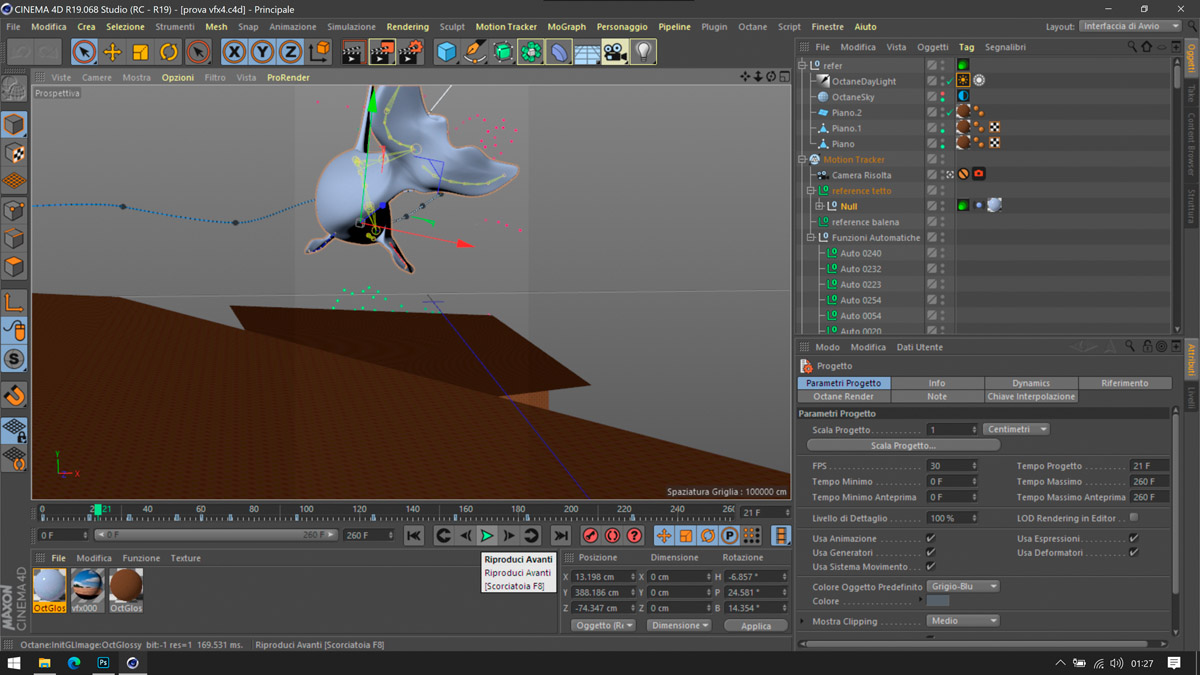 CINEMA 4D R19.068 Studio (RC - R19) - [prova vfx4.c4d] - Principale
File Modifica Crea Selezione Strumenti Mesh Snap Animazione Simulazione Rendering Sculpt Motion Tracker MoGraph Personaggio Pipeline Plugin Octane Script Finestre Aiuto Layout: Interfaccia di Avvio
Viste Camere Mostra Opzioni Filtro Vista ProRender
Prospettiva
Spaziatura Griglia : 100000 cm
Y
X
File Modifica Vista Oggetti Tag Segnalibri
refer
OctaneDayLight
OctaneSky
Piano.2
Piano.1
Piano
Motion Tracker
Camera Risolta
reference tetto
Null
reference balena
Funzioni Automatiche
Auto 0240
Auto 0232
Auto 0223
Auto 0254
Auto 0054
Auto 0020
Oggetti
Take
Content Browser
Struttura
Modo Modifica Dati Utente
Progetto
Parametri Progetto Info Dynamics Riferimento
Octane Render Note Chiave Interpolazione
Parametri Progetto
Scala Progetto 1 Centimetri
Scala Progetto...
FPS 30 Tempo Progetto 21 F
Tempo Minimo 0 F Tempo Massimo 260 F
Tempo Minimo Anteprima 0 F Tempo Massimo Anteprima 260 F
Livello di Dettaglio 100 % LOD Rendering in Editor
Usa Animazione Usa Espressioni
Usa Generatori Usa Deformatori
Usa Sistema Movimento
Colore Oggetto Predefinito Grigio-Blu
Colore
Mostra Clipping Medio
Attributi
Livelli
0 21 40 60 80 100 120 140 160 180 200 220 240 260 21 F
0 F 0 F 260 F 260 F
File Modifica Funzione Texture
OctGlos vfx000 OctGlos
Riproduci Avanti
Riproduci Avanti
[Scorciatoia F8]
Posizione Dimensione Rotazione
X 13.198 cm X 0 cm H -6.857 °
Y 388.186 cm Y 0 cm P 24.581 °
Z -74.347 cm Z 0 cm B 14.354 °
Oggetto (Re Dimensione Applica
MAXON
CINEMA 4D
Octane:InitGLImage:OctGlossy bit:-1 res=1 169.531 ms. Riproduci Avanti [Scorciatoia F8]
01:27